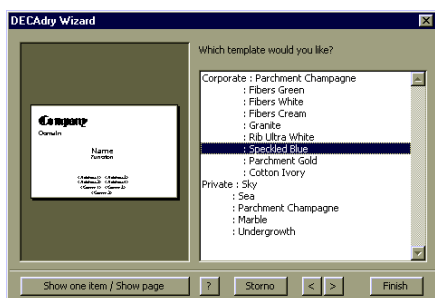 DECAdry Wizard
Which template would you like?
Corporate : Parchment Champagne
: Fibers Green
: Fibers White
: Fibers Cream
: Granite
: Rib Ultra White
: Speckled Blue
: Parchment Gold
: Cotton Ivory
Private : Sky
: Sea
: Parchment Champagne
: Marble
: Undergrowth
Company
Domain
Name
Function
Show one item / Show page
?
Storno
<
>
Finish